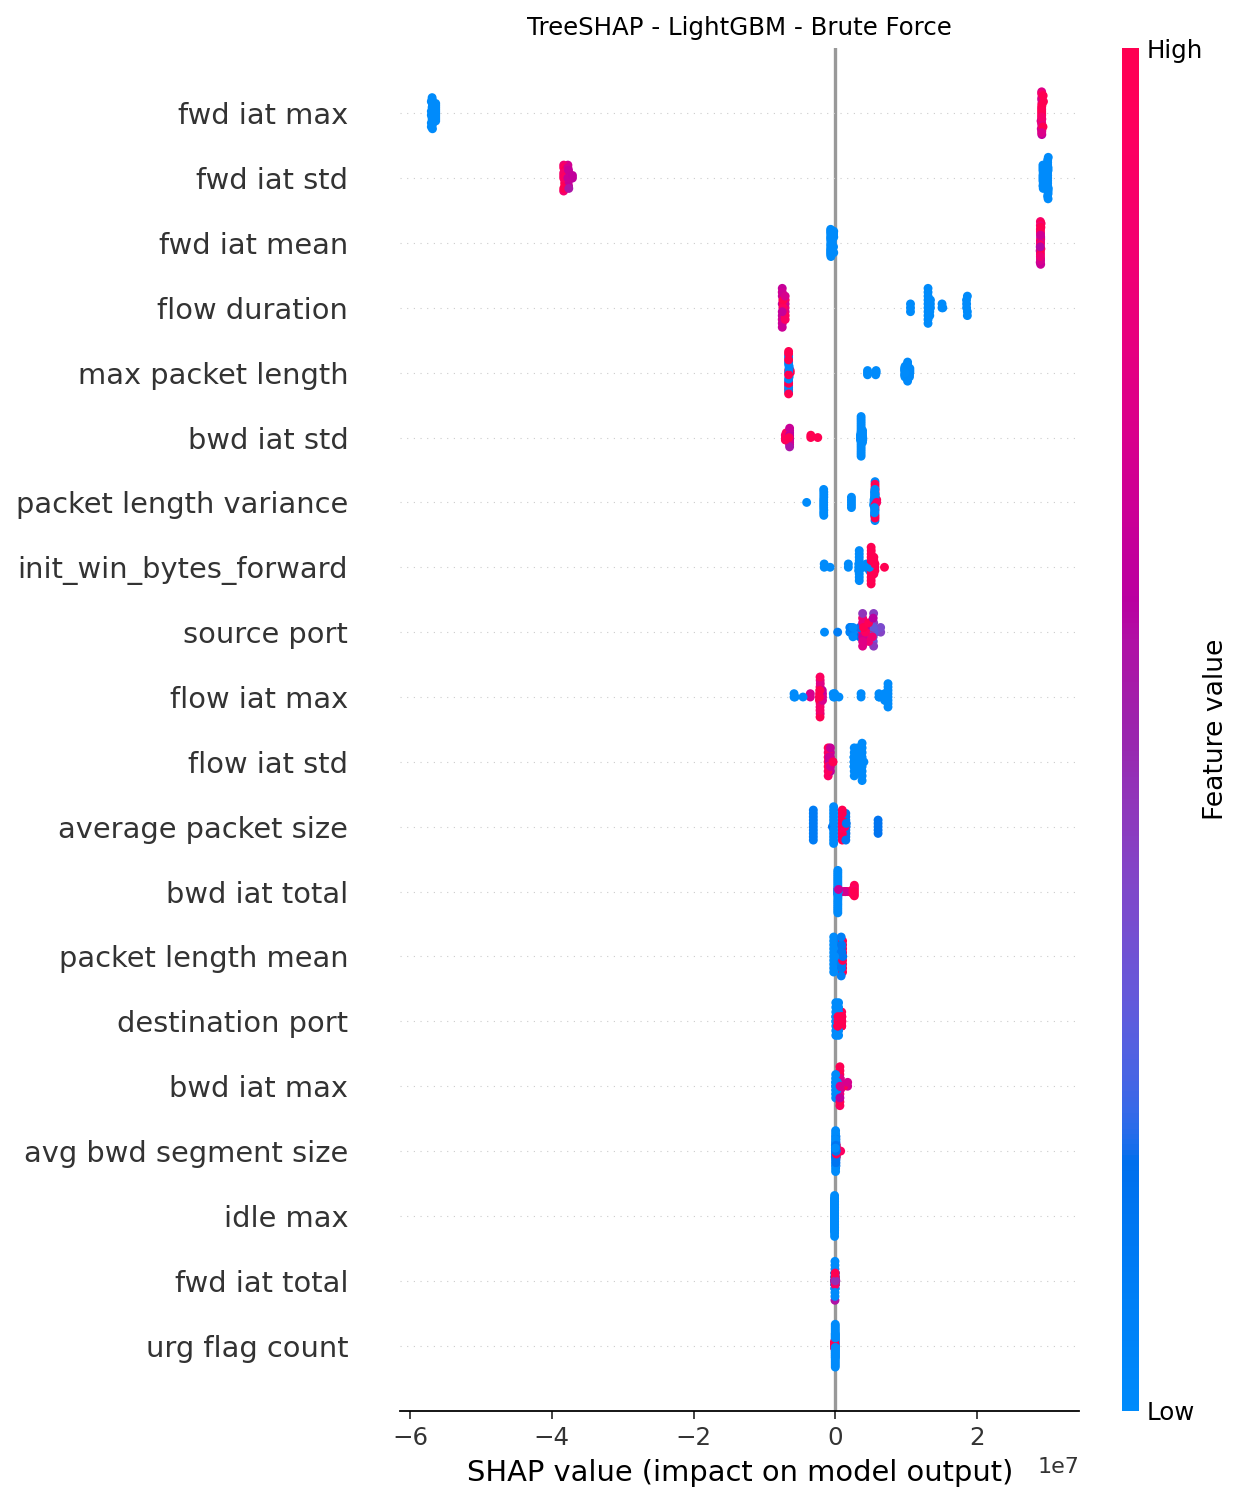 TreeSHAP - LightGBM - Brute Force
High
fwd iat max
fwd iat std
fwd iat mean
flow duration
max packet length
bwd iat std
packet length variance
init_win_bytes_forward
source port
flow iat max
flow iat std
average packet size
bwd iat total
packet length mean
destination port
bwd iat max
avg bwd segment size
idle max
fwd iat total
urg flag count
Feature value
Low
−6 −4 −2 0 2
1e7
SHAP value (impact on model output)